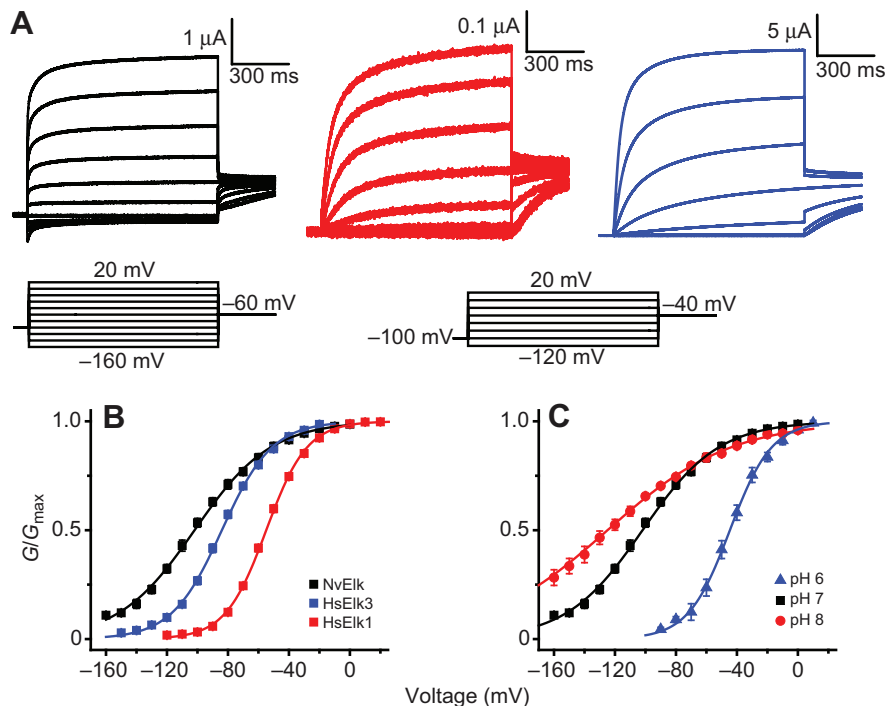 A
1 μA
300 ms
0.1 μA
300 ms
5 μA
300 ms
20 mV
–60 mV
–160 mV
20 mV
–40 mV
–100 mV
–120 mV
B
G/Gmax
1.0
0.5
0
NvElk
HsElk3
HsElk1
–160 –120 –80 –40 0
C
1.0
0.5
0
pH 6
pH 7
pH 8
–160 –120 –80 –40 0
Voltage (mV)